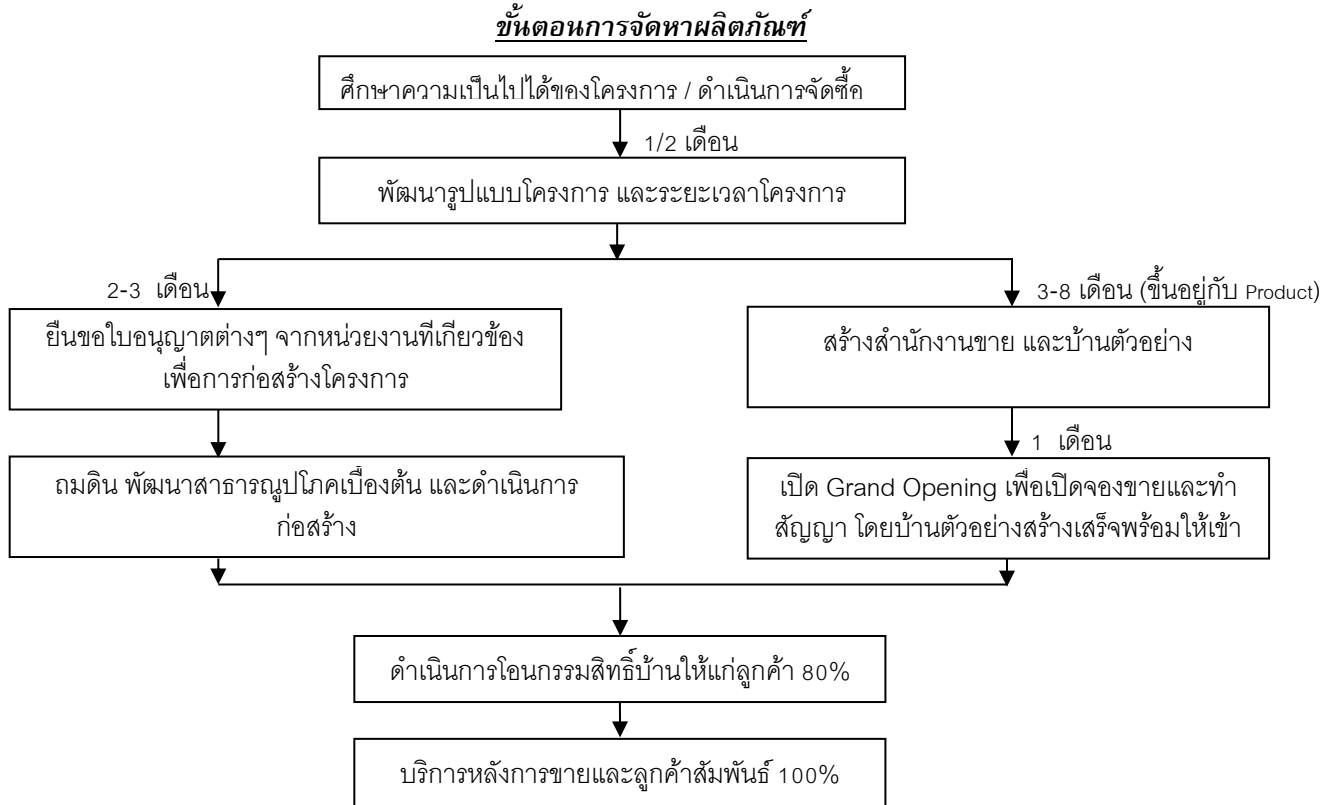 ขั้นตอนการจัดหาผลิตภัณฑ์
ศึกษาความเป็นไปได้ของโครงการ / ดำเนินการจัดซื้อ
1/2 เดือน
พัฒนารูปแบบโครงการ และระยะเวลาโครงการ
2-3 เดือน
3-8 เดือน (ขึ้นอยู่กับ Product)
ยื่นขอใบอนุญาตต่างๆ จากหน่วยงานที่เกี่ยวข้อง
เพื่อการก่อสร้างโครงการ
สร้างสำนักงานขาย และบ้านตัวอย่าง
1 เดือน
ถมดิน พัฒนาสาธารณูปโภคเบื้องต้น และดำเนินการ
ก่อสร้าง
เปิด Grand Opening เพื่อเปิดจองขายและทำ
สัญญา โดยบ้านตัวอย่างสร้างเสร็จพร้อมให้เข้า
ดำเนินการโอนกรรมสิทธิ์บ้านให้แก่ลูกค้า 80%
บริการหลังการขายและลูกค้าสัมพันธ์ 100%